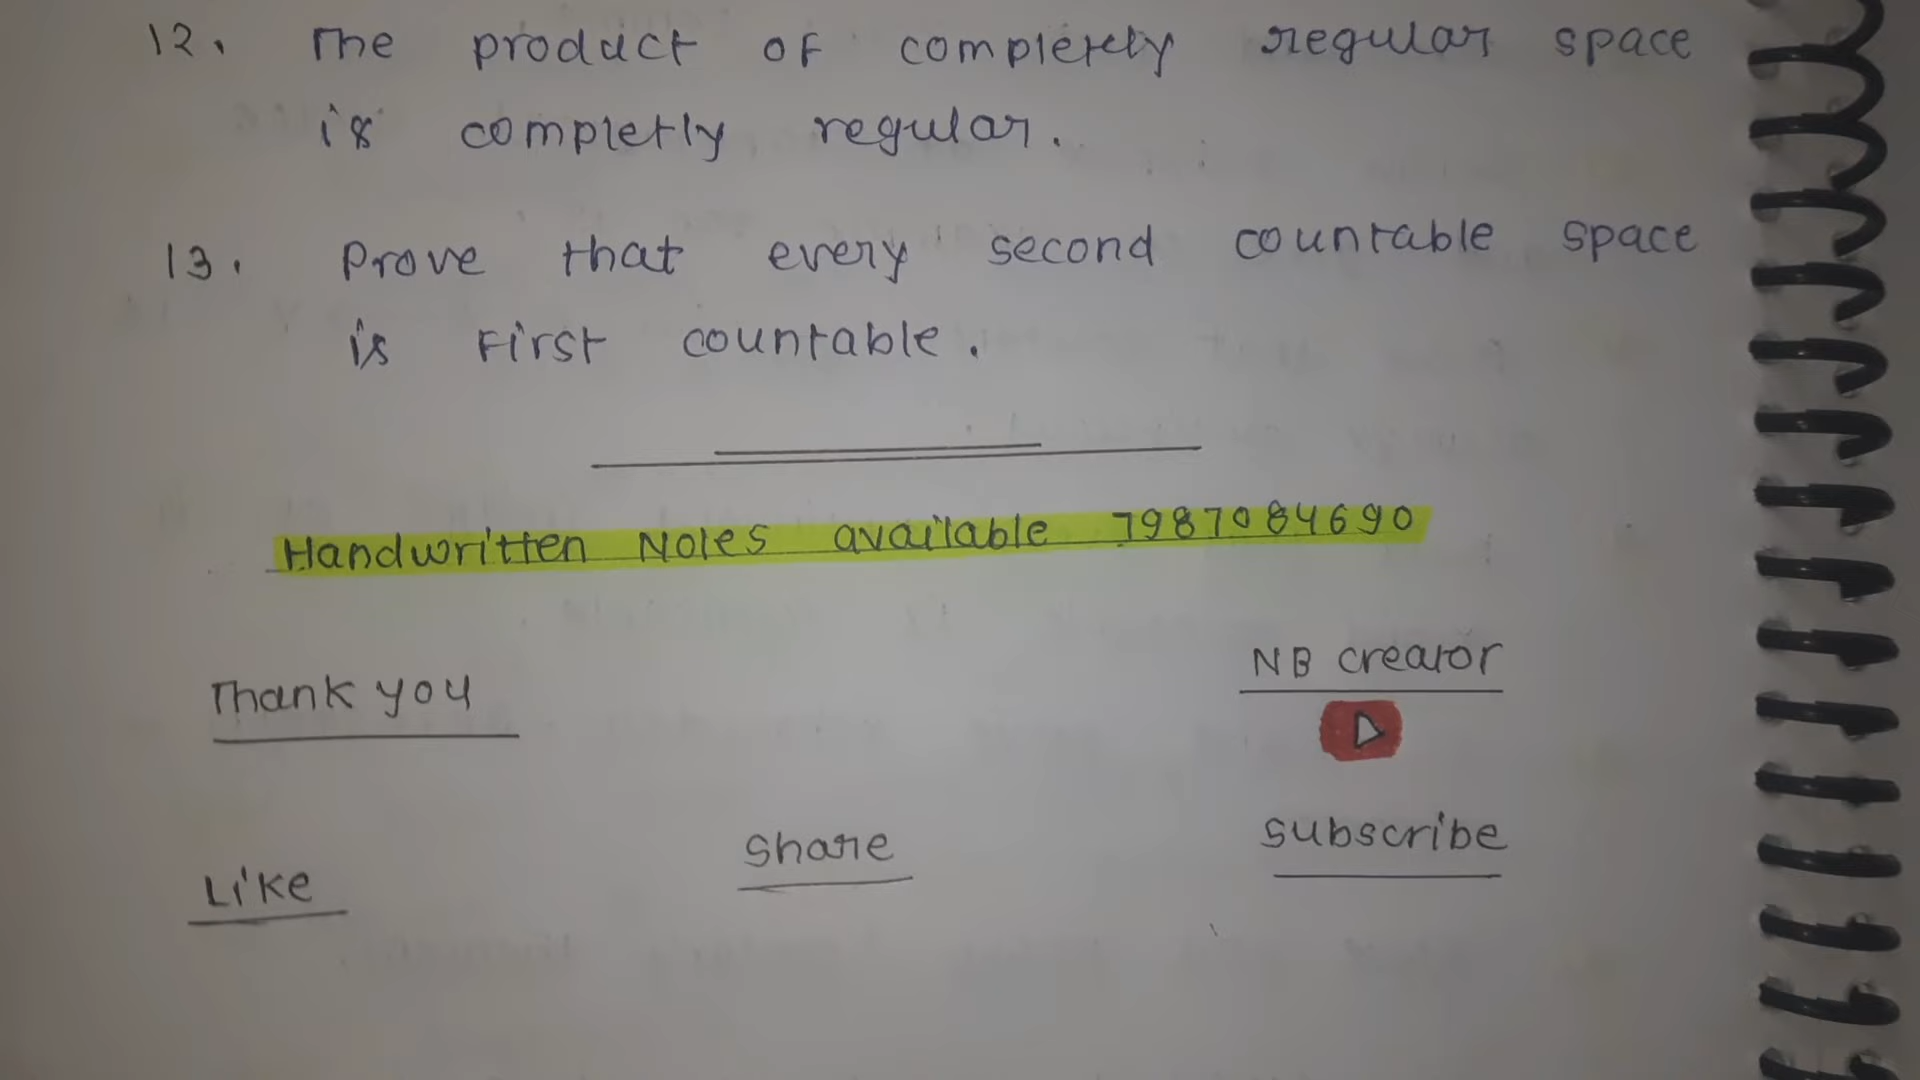 12. The product of completely regular space
is completly regular.
13. Prove that every second countable space
is First countable.
Handwritten Notes available 7987084690
Thank you
NB creator
Like
Share
Subscribe